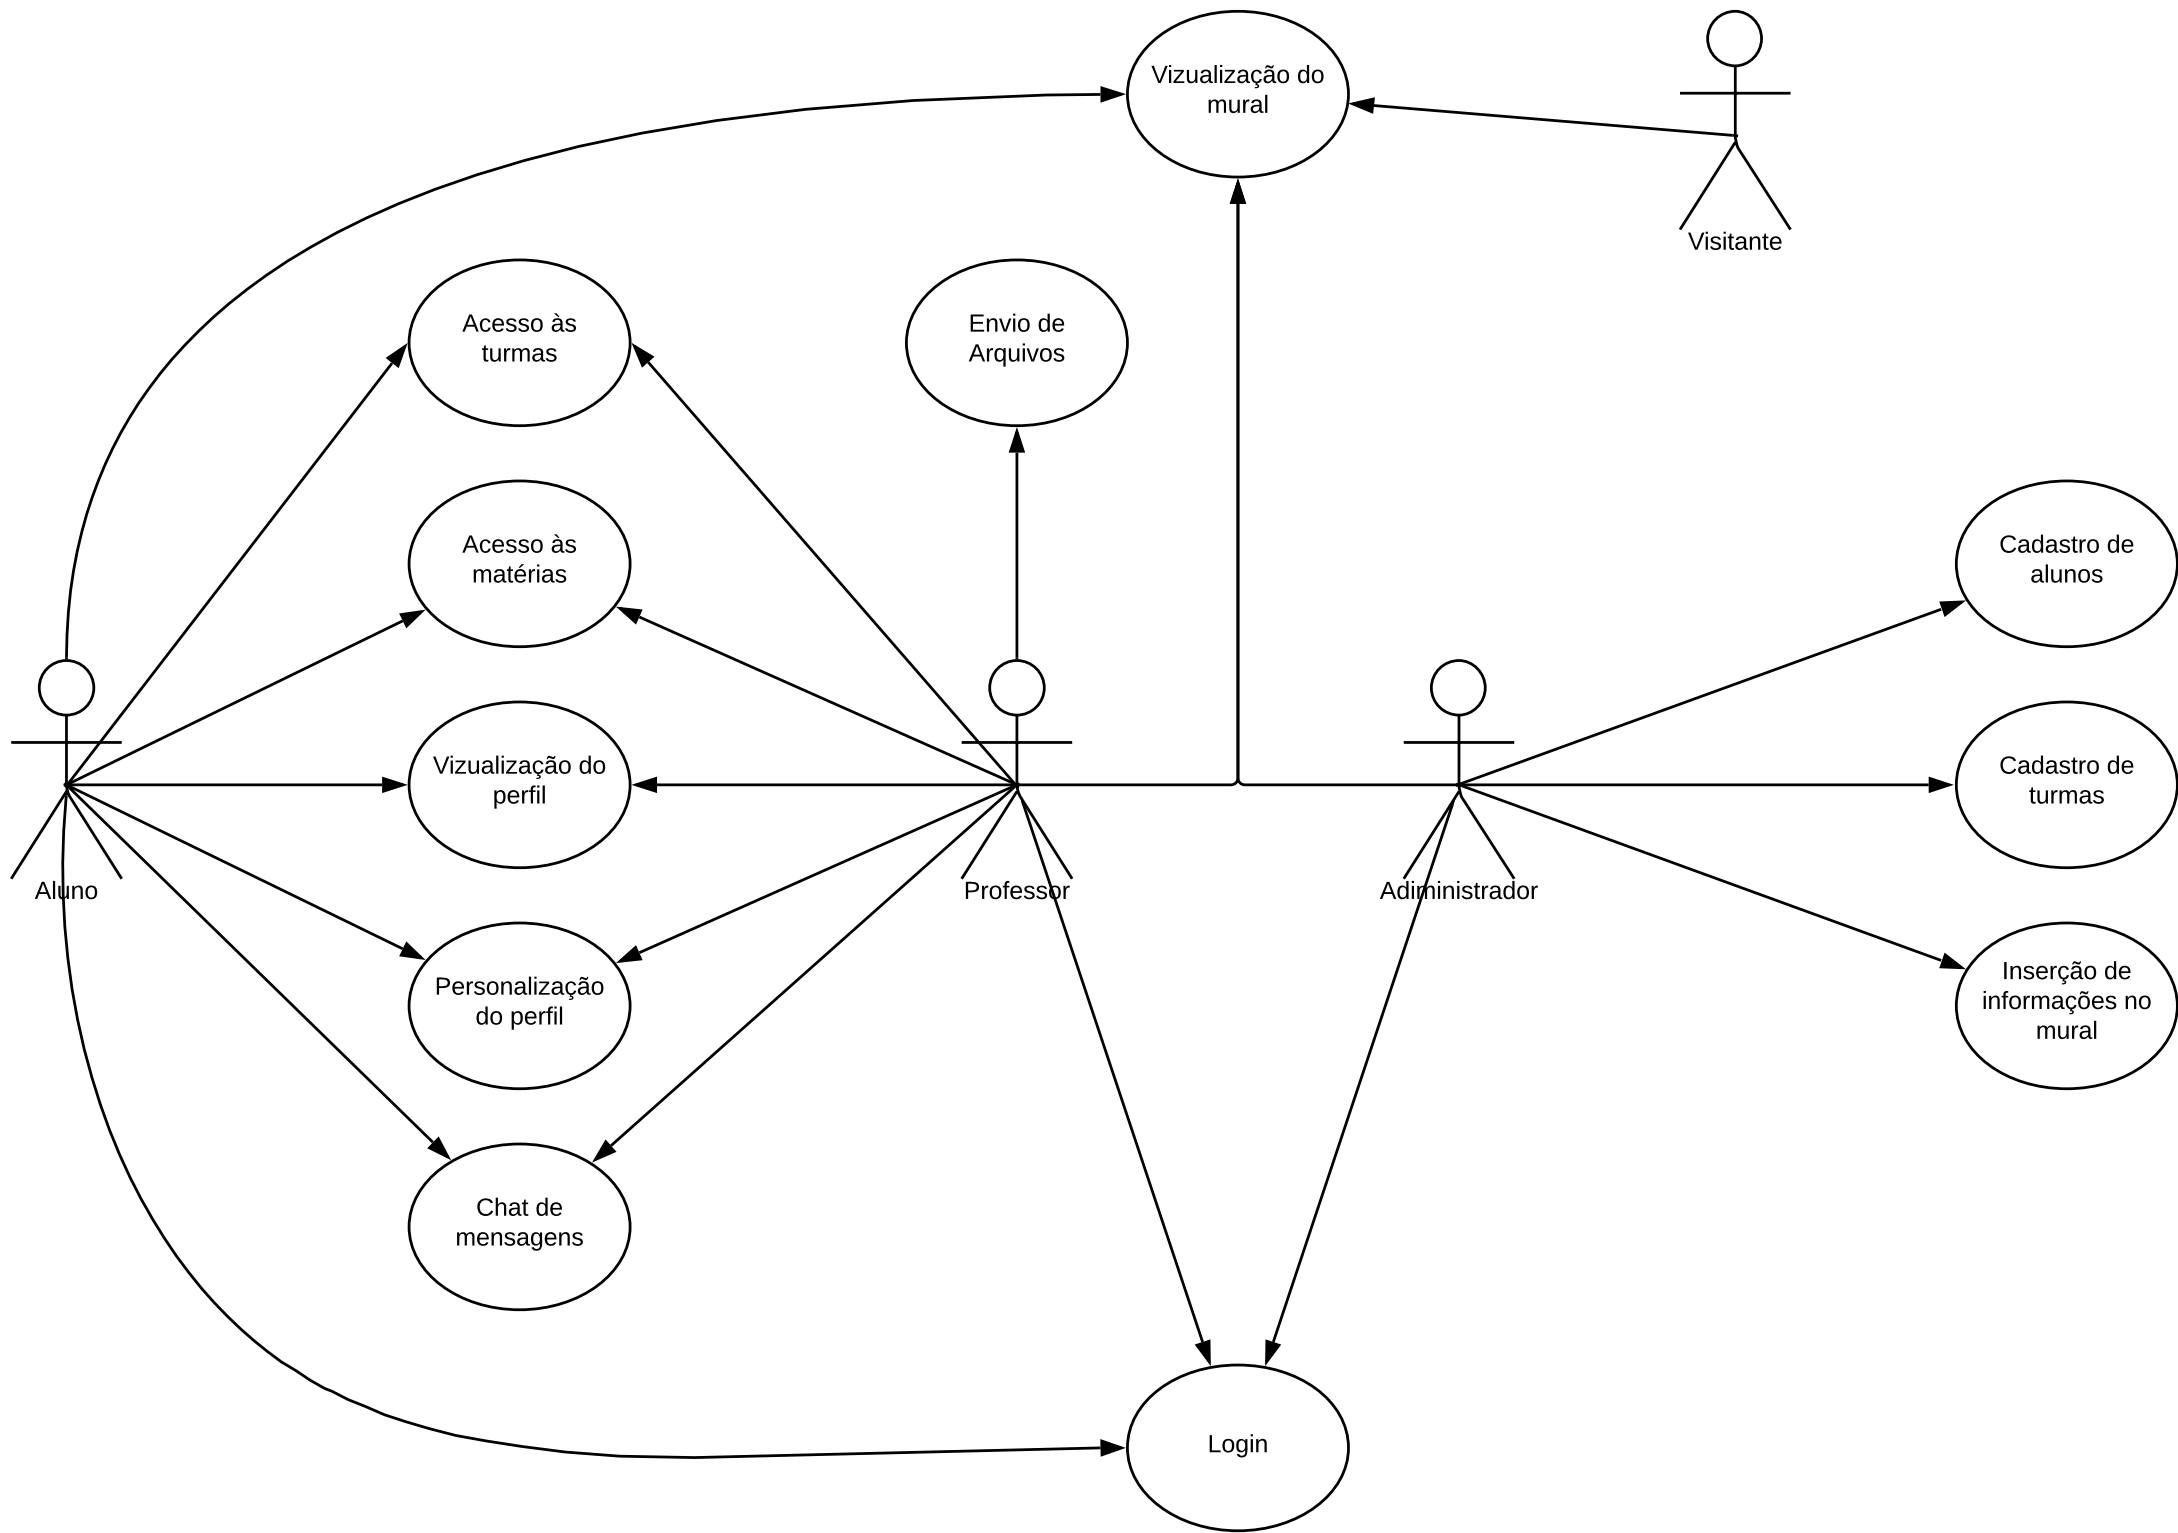 Vizualização do
mural
Visitante
Acesso às
turmas
Envio de
Arquivos
Acesso às
matérias
Cadastro de
alunos
Vizualização do
perfil
Cadastro de
turmas
Aluno
Professor
Adiministrador
Personalização
do perfil
Inserção de
informações no
mural
Chat de
mensagens
Login